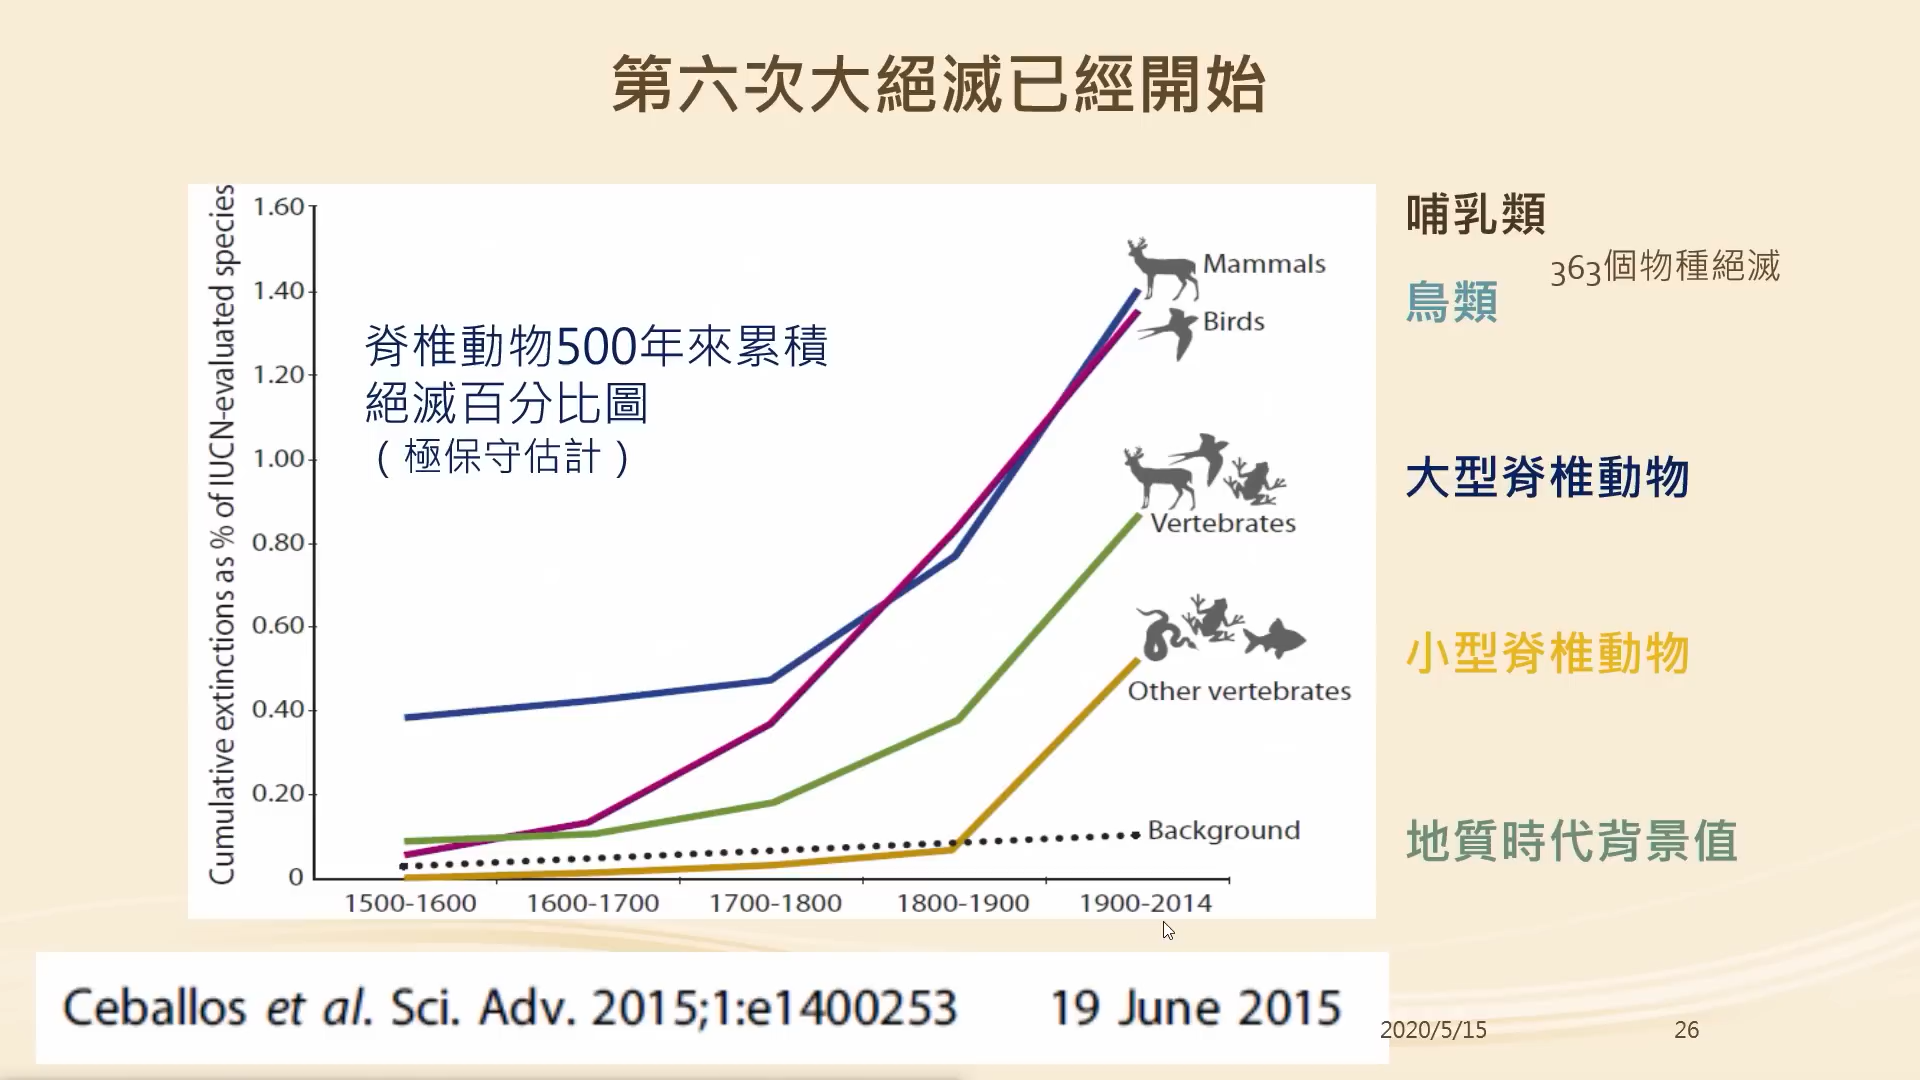 第六次大絕滅已經開始
Cumulative extinctions as % of IUCN-evaluated species
1.60
1.40
1.20
1.00
0.80
0.60
0.40
0.20
0
脊椎動物500年來累積
絕滅百分比圖
（極保守估計）
Mammals
Birds
Vertebrates
Other vertebrates
Background
1500-1600 1600-1700 1700-1800 1800-1900 1900-2014
哺乳類
363個物種絕滅
鳥類
大型脊椎動物
小型脊椎動物
地質時代背景值
Ceballos et al. Sci. Adv. 2015;1:e1400253 19 June 2015
2020/5/15 26